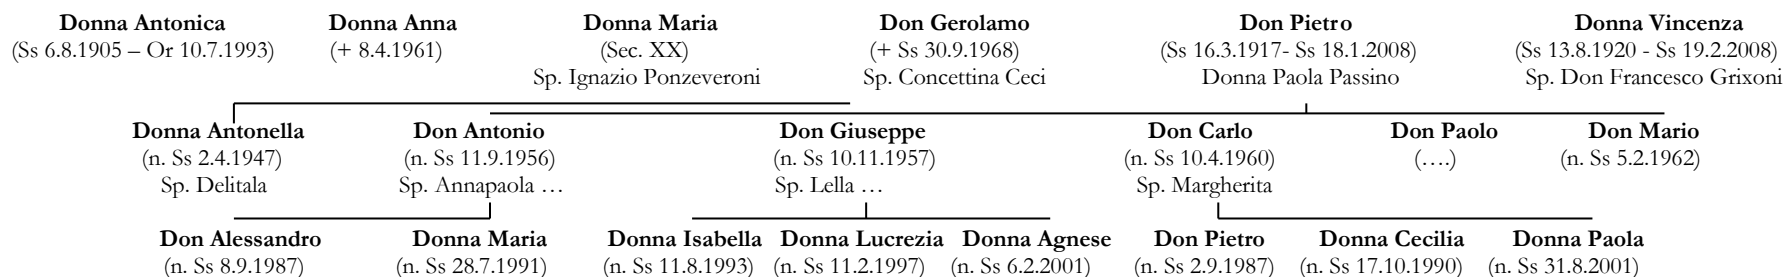 Donna Antonica Donna Anna Donna Maria Don Gerolamo Don Pietro Donna Vincenza
(Ss 6.8.1905 – Or 10.7.1993) (+ 8.4.1961) (Sec. XX) (+ Ss 30.9.1968) (Ss 16.3.1917- Ss 18.1.2008) (Ss 13.8.1920 - Ss 19.2.2008)
Sp. Ignazio Ponzeveroni Sp. Concettina Ceci Donna Paola Passino Sp. Don Francesco Grixoni
Donna Antonella Don Antonio Don Giuseppe Don Carlo Don Paolo Don Mario
(n. Ss 2.4.1947) (n. Ss 11.9.1956) (n. Ss 10.11.1957) (n. Ss 10.4.1960) (….) (n. Ss 5.2.1962)
Sp. Delitala Sp. Annapaola … Sp. Lella … Sp. Margherita
Don Alessandro Donna Maria Donna Isabella Donna Lucrezia Donna Agnese Don Pietro Donna Cecilia Donna Paola
(n. Ss 8.9.1987) (n. Ss 28.7.1991) (n. Ss 11.8.1993) (n. Ss 11.2.1997) (n. Ss 6.2.2001) (n. Ss 2.9.1987) (n. Ss 17.10.1990) (n. Ss 31.8.2001)